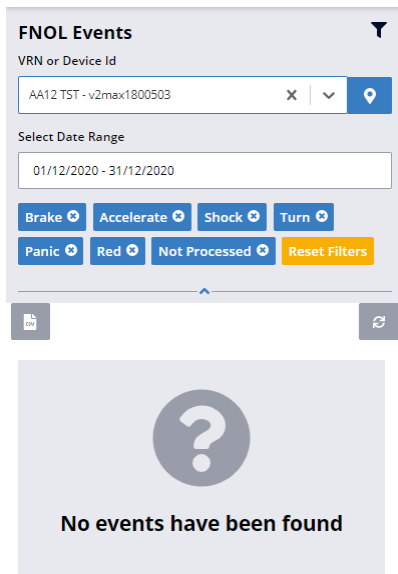 FNOL Events
VRN or Device Id
AA12 TST - v2max1800503
Select Date Range
01/12/2020 - 31/12/2020
Brake Accelerate Shock Turn
Panic Red Not Processed Reset Filters
CSV
No events have been found